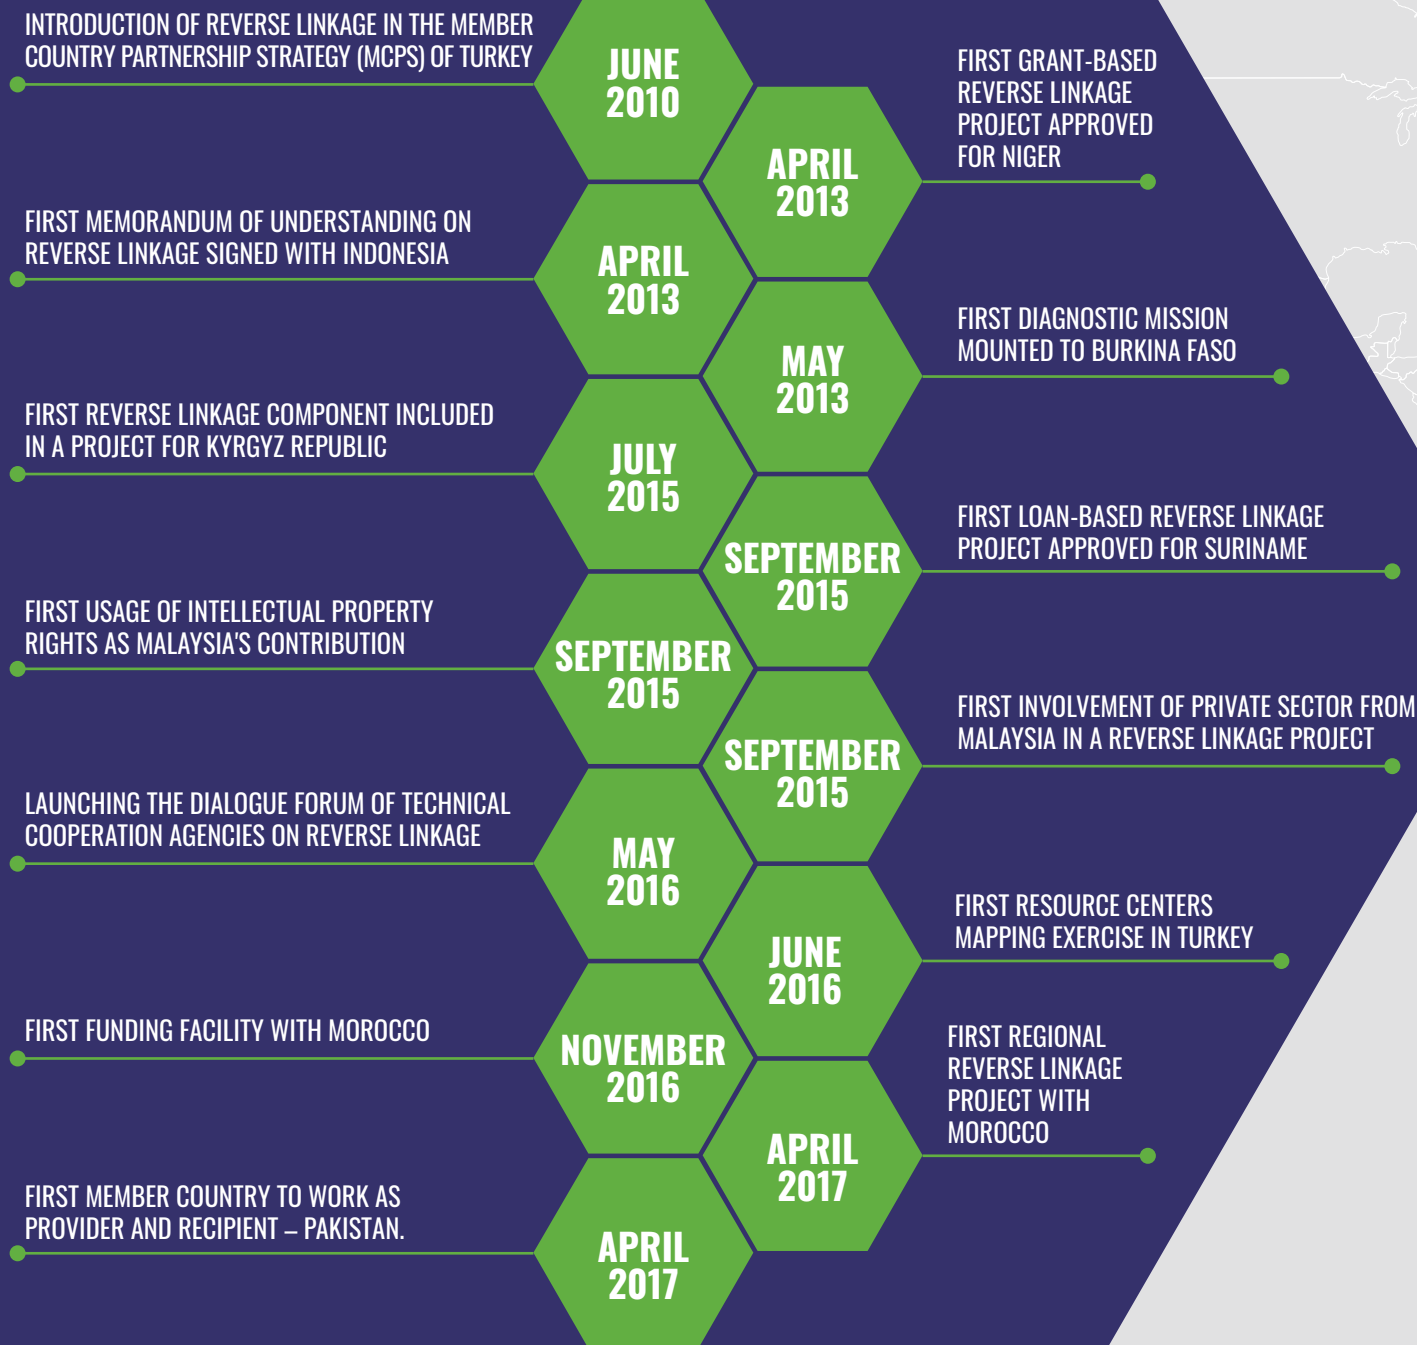 INTRODUCTION OF REVERSE LINKAGE IN THE MEMBER
COUNTRY PARTNERSHIP STRATEGY (MCPS) OF TURKEY
JUNE
2010
FIRST GRANT-BASED
REVERSE LINKAGE
PROJECT APPROVED
FOR NIGER
APRIL
2013
FIRST MEMORANDUM OF UNDERSTANDING ON
REVERSE LINKAGE SIGNED WITH INDONESIA
APRIL
2013
FIRST DIAGNOSTIC MISSION
MOUNTED TO BURKINA FASO
MAY
2013
FIRST REVERSE LINKAGE COMPONENT INCLUDED
IN A PROJECT FOR KYRGYZ REPUBLIC
JULY
2015
FIRST LOAN-BASED REVERSE LINKAGE
PROJECT APPROVED FOR SURINAME
SEPTEMBER
2015
FIRST USAGE OF INTELLECTUAL PROPERTY
RIGHTS AS MALAYSIA'S CONTRIBUTION
SEPTEMBER
2015
FIRST INVOLVEMENT OF PRIVATE SECTOR FROM
MALAYSIA IN A REVERSE LINKAGE PROJECT
SEPTEMBER
2015
LAUNCHING THE DIALOGUE FORUM OF TECHNICAL
COOPERATION AGENCIES ON REVERSE LINKAGE
MAY
2016
FIRST RESOURCE CENTERS
MAPPING EXERCISE IN TURKEY
JUNE
2016
FIRST FUNDING FACILITY WITH MOROCCO
NOVEMBER
2016
FIRST REGIONAL
REVERSE LINKAGE
PROJECT WITH
MOROCCO
APRIL
2017
FIRST MEMBER COUNTRY TO WORK AS
PROVIDER AND RECIPIENT – PAKISTAN.
APRIL
2017